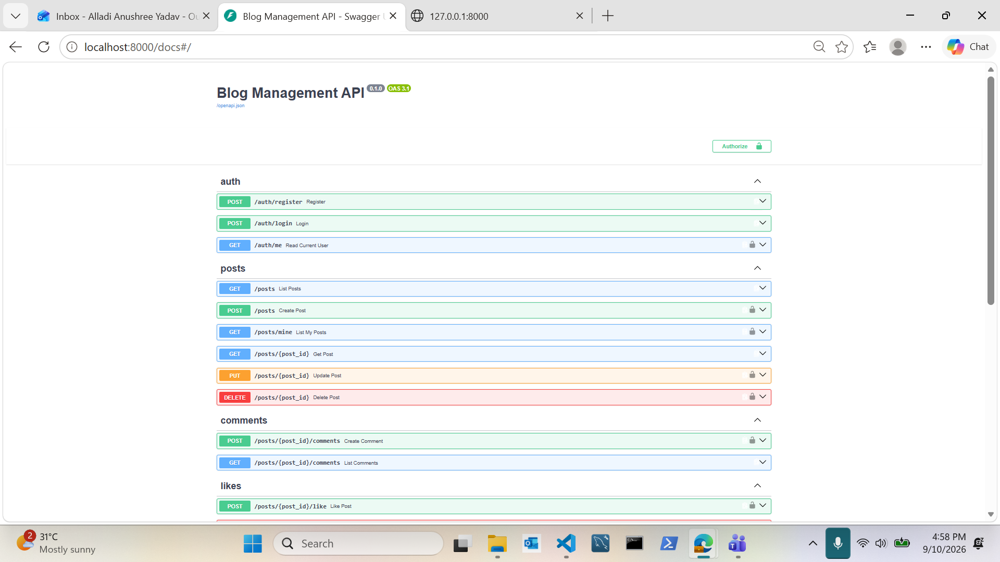 Inbox - Alladi Anushree Yadav - Ou
Blog Management API - Swagger U
127.0.0.1:8000
localhost:8000/docs#/
Chat
Blog Management API 0.1.0 OAS 3.1
/openapi.json
Authorize
auth
POST /auth/register Register
POST /auth/login Login
GET /auth/me Read Current User
posts
GET /posts List Posts
POST /posts Create Post
GET /posts/mine List My Posts
GET /posts/{post_id} Get Post
PUT /posts/{post_id} Update Post
DELETE /posts/{post_id} Delete Post
comments
POST /posts/{post_id}/comments Create Comment
GET /posts/{post_id}/comments List Comments
likes
POST /posts/{post_id}/like Like Post
2
31°C
Mostly sunny
Search
4:58 PM
9/10/2026